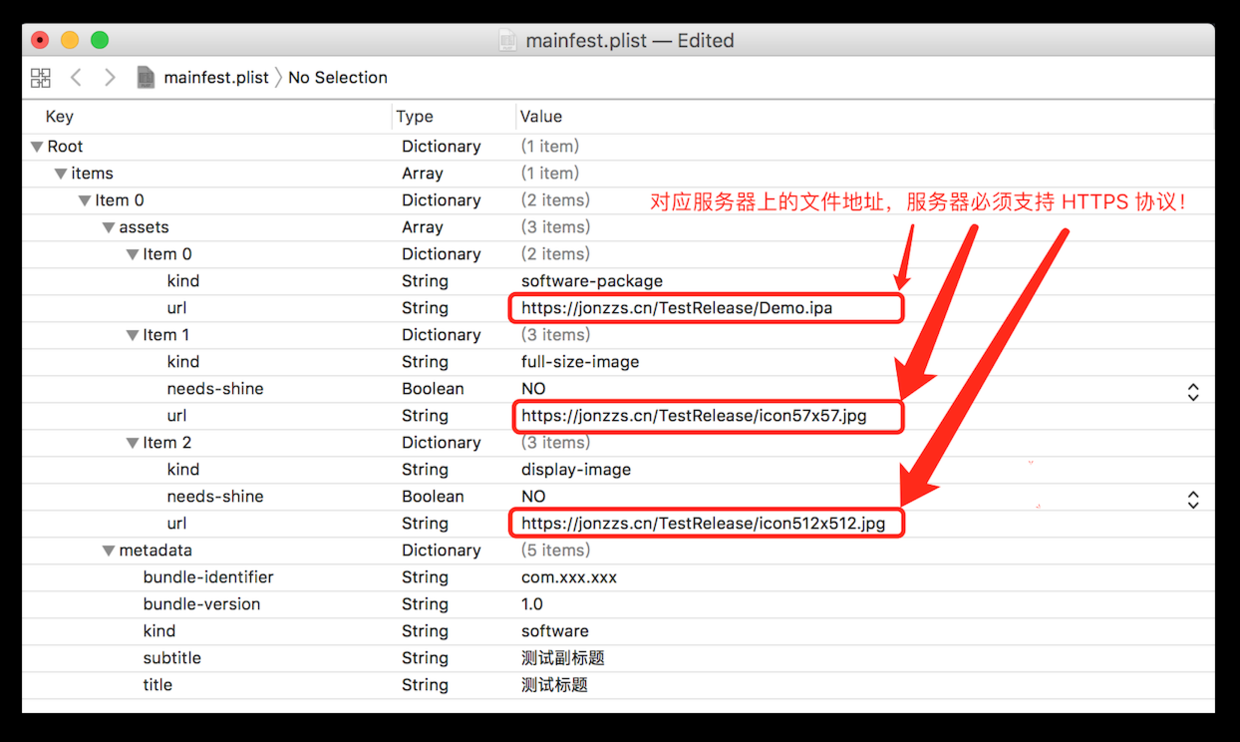 mainfest.plist — Edited
mainfest.plist 〉 No Selection
Key Type Value
Root Dictionary (1 item)
items Array (1 item)
Item 0 Dictionary (2 items) 对应服务器上的文件地址，服务器必须支持 HTTPS 协议！
assets Array (3 items)
Item 0 Dictionary (2 items)
kind String software-package
url String https://jonzzs.cn/TestRelease/Demo.ipa
Item 1 Dictionary (3 items)
kind String full-size-image
needs-shine Boolean NO
url String https://jonzzs.cn/TestRelease/icon57x57.jpg
Item 2 Dictionary (3 items)
kind String display-image
needs-shine Boolean NO
url String https://jonzzs.cn/TestRelease/icon512x512.jpg
metadata Dictionary (5 items)
bundle-identifier String com.xxx.xxx
bundle-version String 1.0
kind String software
subtitle String 测试副标题
title String 测试标题